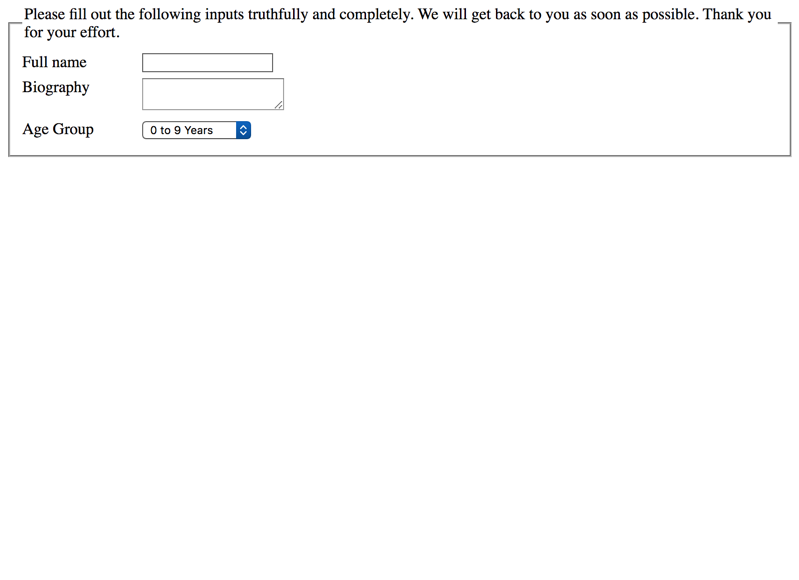 Please fill out the following inputs truthfully and completely. We will get back to you as soon as possible. Thank you
for your effort.
Full name
Biography
Age Group
0 to 9 Years